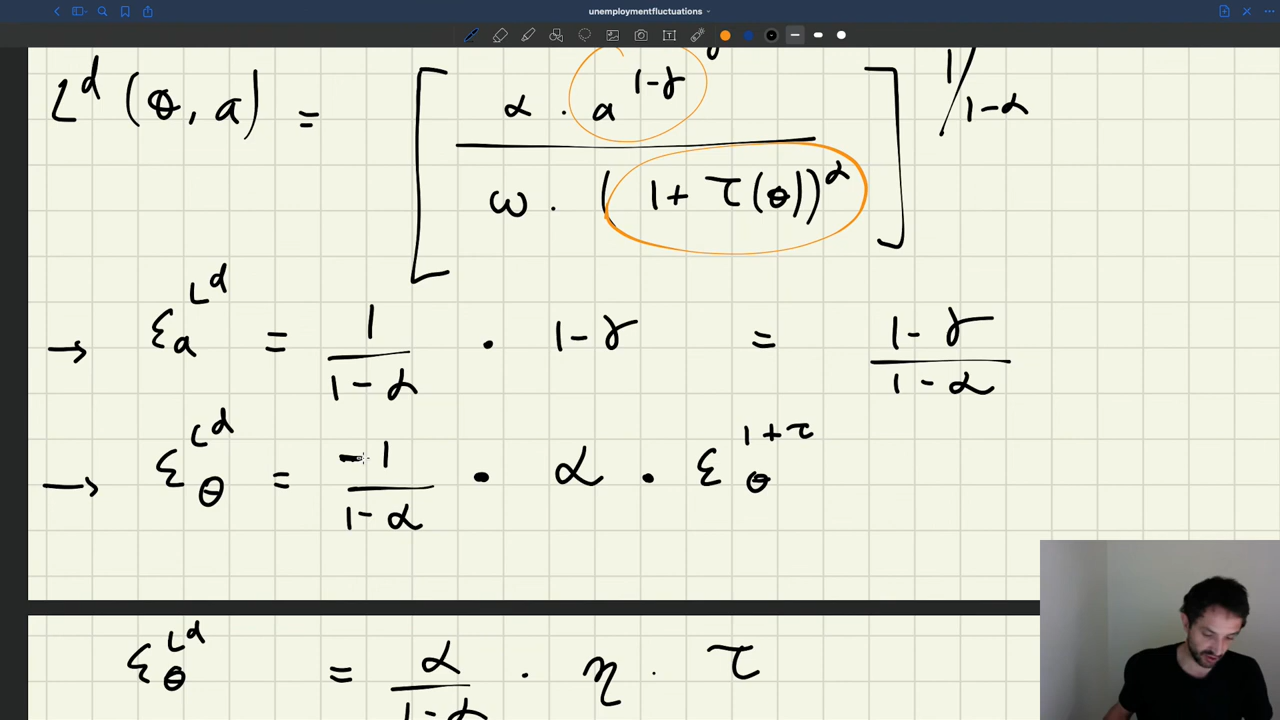 unemploymentfluctuations
L^d (θ, a) = [ α · a^{1-γ} / ω · (1 + τ(θ))^α ]^{1/1-α}
→ ε_a^{L^d} = 1/1-α · 1-γ = 1-γ/1-α
→ ε_θ^{L^d} = -1/1-α · α · ε_θ^{1+τ}
ε_θ^{L^d} = α/1-α · η · τ